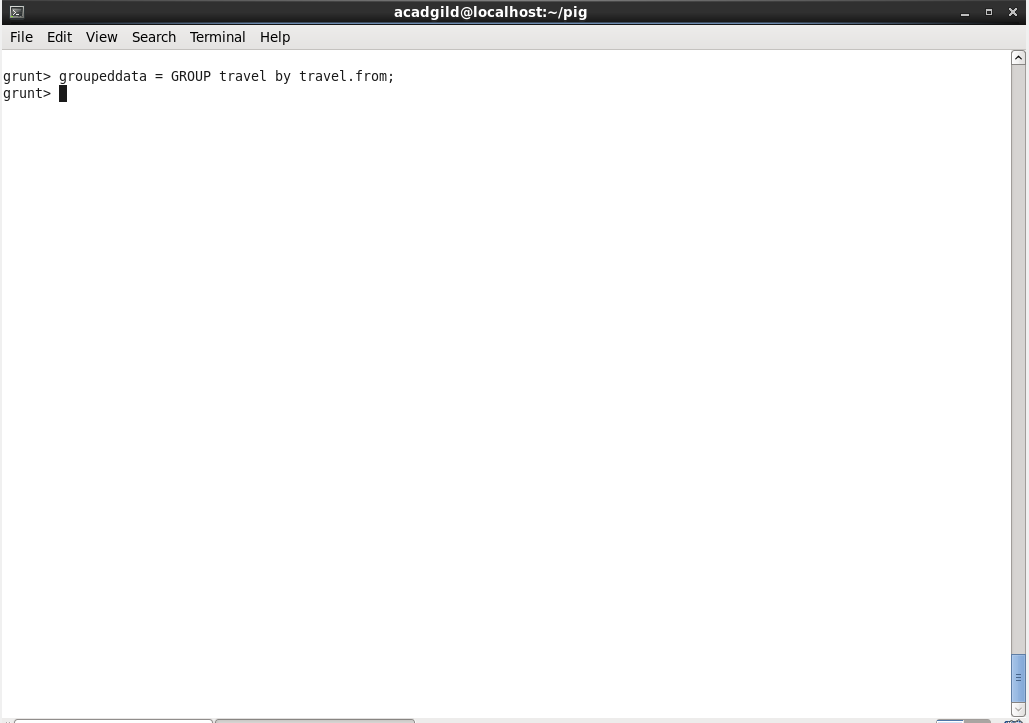 acadgild@localhost:~/pig
File Edit View Search Terminal Help
grunt> groupeddata = GROUP travel by travel.from;
grunt>